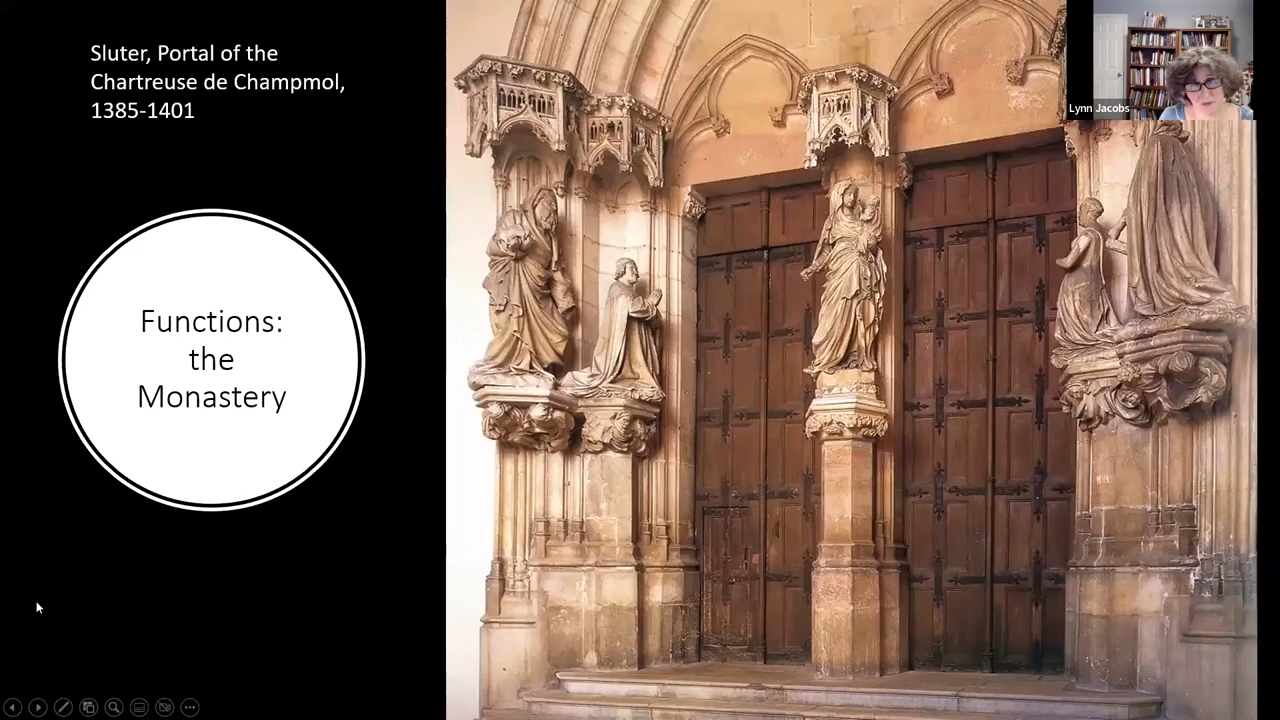 Sluter, Portal of the
Chartreuse de Champmol,
1385-1401
Functions:
the
Monastery
Lynn Jacobs